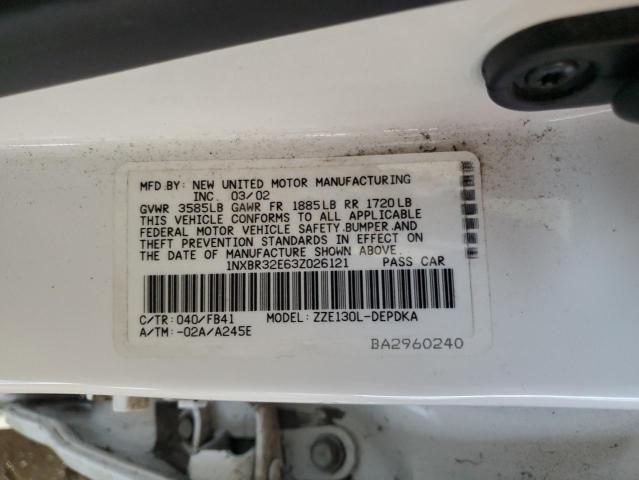 MFD.BY: NEW UNITED MOTOR MANUFACTURING
INC. 03/02
GVWR 3585LB GAWR FR 1885LB RR 1720LB
THIS VEHICLE CONFORMS TO ALL APPLICABLE
FEDERAL MOTOR VEHICLE SAFETY,BUMPER,AND
THEFT PREVENTION STANDARDS IN EFFECT ON
THE DATE OF MANUFACTURE SHOWN ABOVE.
1NXBR32E63Z026121 PASS CAR
C/TR: 040/FB41 MODEL: ZZE130L-DEPDKA
A/TM: -02A/A245E
BA2960240